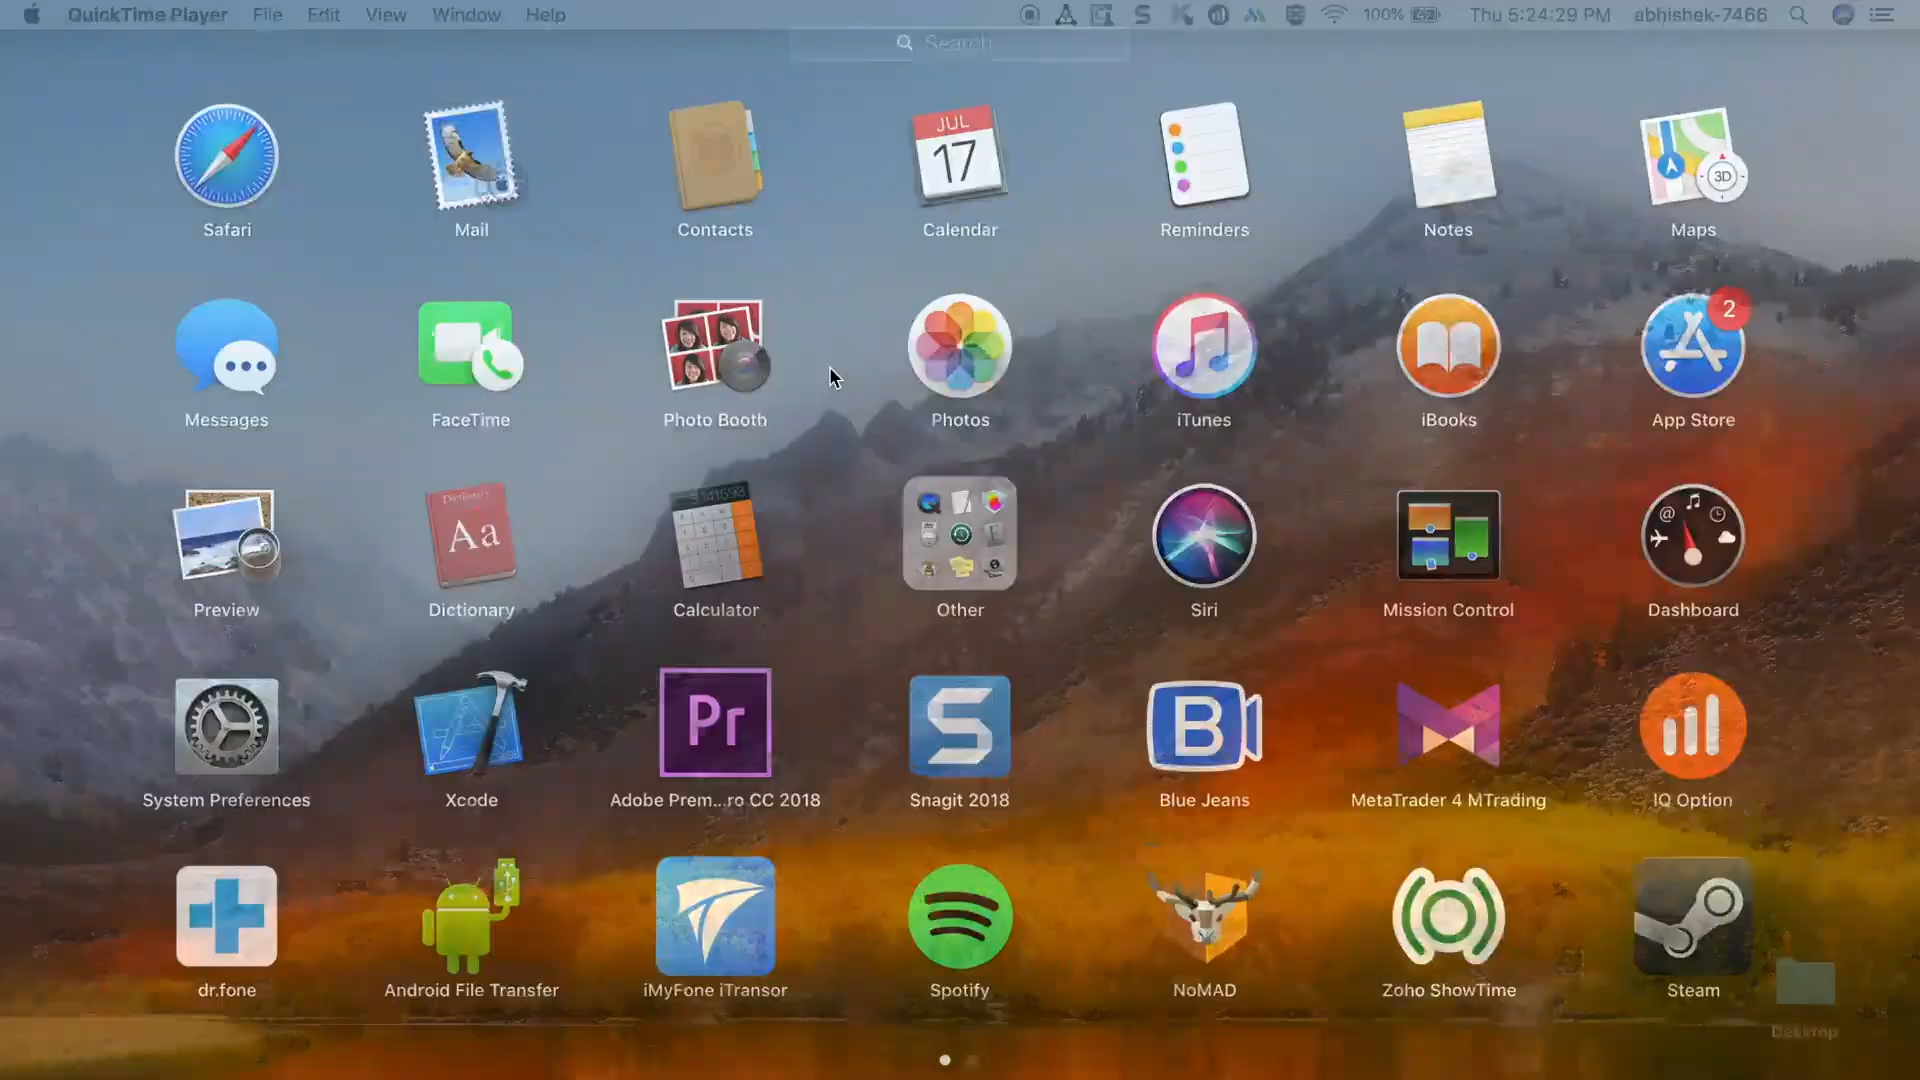 QuickTime Player File Edit View Window Help 100% Thu 5:24:29 PM abhishek-7466
Search
JUL
17
3D
Safari Mail Contacts Calendar Reminders Notes Maps
2
Messages FaceTime Photo Booth Photos iTunes iBooks App Store
Dictionary
Aa
141593
Preview Dictionary Calculator Other Siri Mission Control Dashboard
Pr S B
System Preferences Xcode Adobe Prem...ro CC 2018 Snagit 2018 Blue Jeans MetaTrader 4 MTrading IQ Option
dr.fone Android File Transfer iMyFone iTransor Spotify NoMAD Zoho ShowTime Steam
Desktop